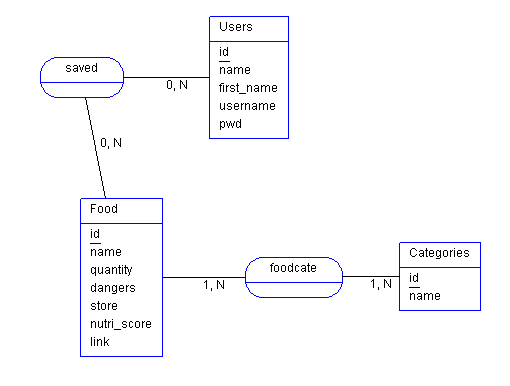 Users
id
name
first_name
username
pwd
saved
0, N
0, N
Food
id
name
quantity
dangers
store
nutri_score
link
1, N
foodcate
1, N
Categories
id
name